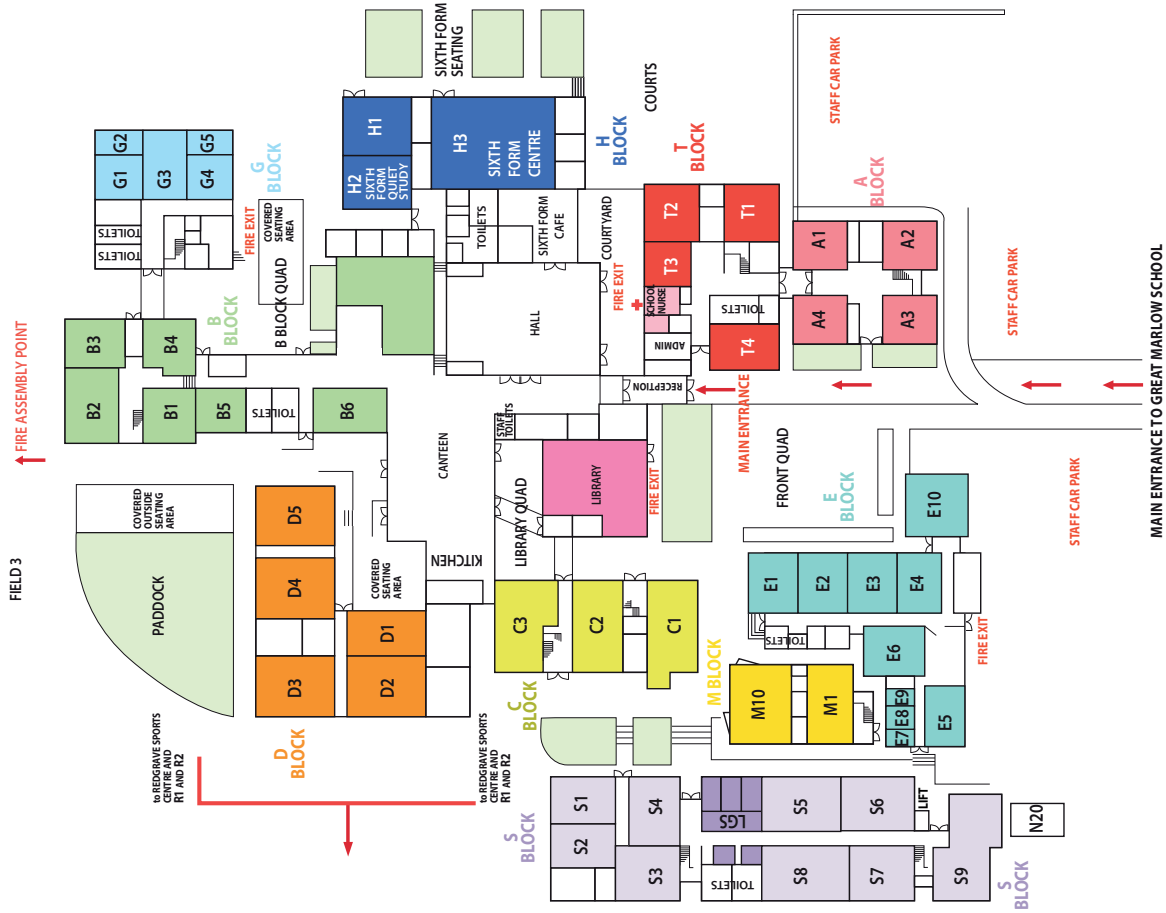 FIELD 3
FIRE ASSEMBLY POINT
PADDOCK
COVERED
OUTSIDE
SEATING
AREA
to REDGRAVE SPORTS
CENTRE AND
R1 AND R2
to REDGRAVE SPORTS
CENTRE AND
R1 AND R2
D
BLOCK
D3
D4
D5
D2
D1
COVERED
SEATING
AREA
KITCHEN
CANTEEN
B2
B3
B1
B4
B5
TOILETS
B6
B
BLOCK
B BLOCK QUAD
COVERED
SEATING
AREA
FIRE EXIT
G
BLOCK
G1
G2
G3
G4
G5
TOILETS
TOILETS
H1
H2
SIXTH
FORM
QUIET
STUDY
H3
SIXTH
FORM
CENTRE
H
BLOCK
SIXTH FORM
SEATING
COURTS
TOILETS
SIXTH FORM
CAFE
HALL
COURTYARD
STAFF
TOILETS
LIBRARY QUAD
LIBRARY
FIRE EXIT
RECEPTION
ADMIN
SCHOOL
NURSE
FIRE EXIT
MAIN ENTRANCE
T
BLOCK
T1
T2
T3
T4
TOILETS
A
BLOCK
A1
A2
A3
A4
STAFF CAR PARK
STAFF CAR PARK
STAFF CAR PARK
C
BLOCK
C3
C2
C1
M BLOCK
M10
M1
FRONT QUAD
E
BLOCK
E1
E2
E3
E4
E10
TOILETS
E6
E7
E8
E9
E5
FIRE EXIT
S
BLOCK
S1
S2
S3
S4
LGS
S5
S6
LIFT
TOILETS
S8
S7
S9
N20
S
BLOCK
MAIN ENTRANCE TO GREAT MARLOW SCHOOL